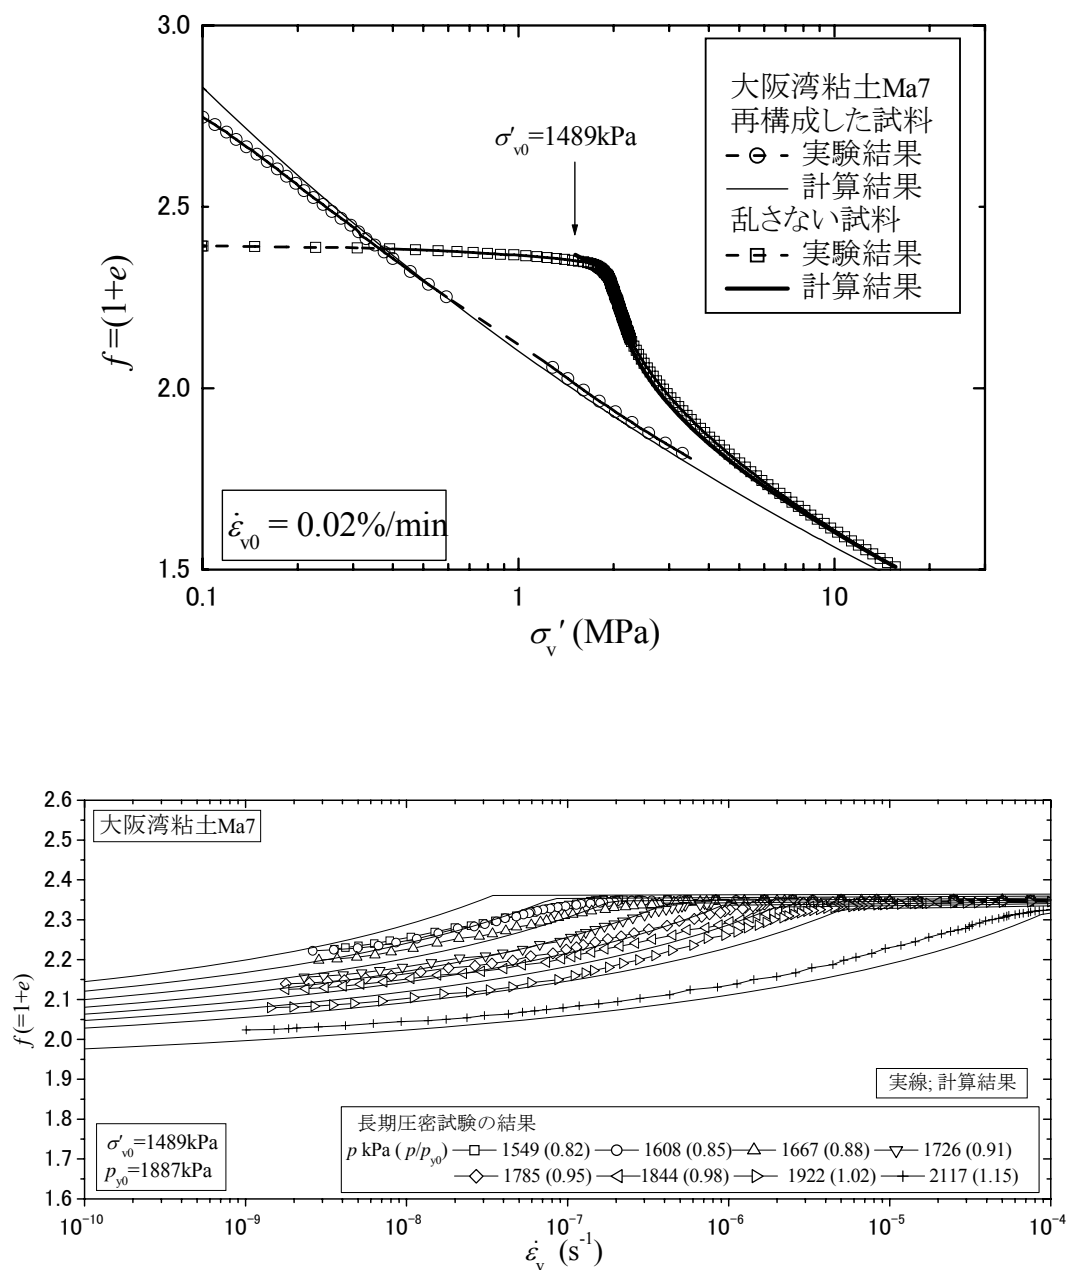 3.0
2.5
2.0
1.5
0.1
1
10
f =(1+e)
σ′v0=1489kPa
大阪湾粘土Ma7
再構成した試料
実験結果
計算結果
乱さない試料
実験結果
計算結果
ε̇v0 = 0.02%/min
σv′ (MPa)
2.6
2.5
2.4
2.3
2.2
2.1
2.0
1.9
1.8
1.7
1.6
f (=1+e)
大阪湾粘土Ma7
実線; 計算結果
σ′v0=1489kPa
py0=1887kPa
長期圧密試験の結果
p kPa ( p/py0) 1549 (0.82) 1608 (0.85) 1667 (0.88) 1726 (0.91)
1785 (0.95) 1844 (0.98) 1922 (1.02) 2117 (1.15)
10⁻¹⁰ 10⁻⁹ 10⁻⁸ 10⁻⁷ 10⁻⁶ 10⁻⁵ 10⁻⁴
ε̇v (s⁻¹)